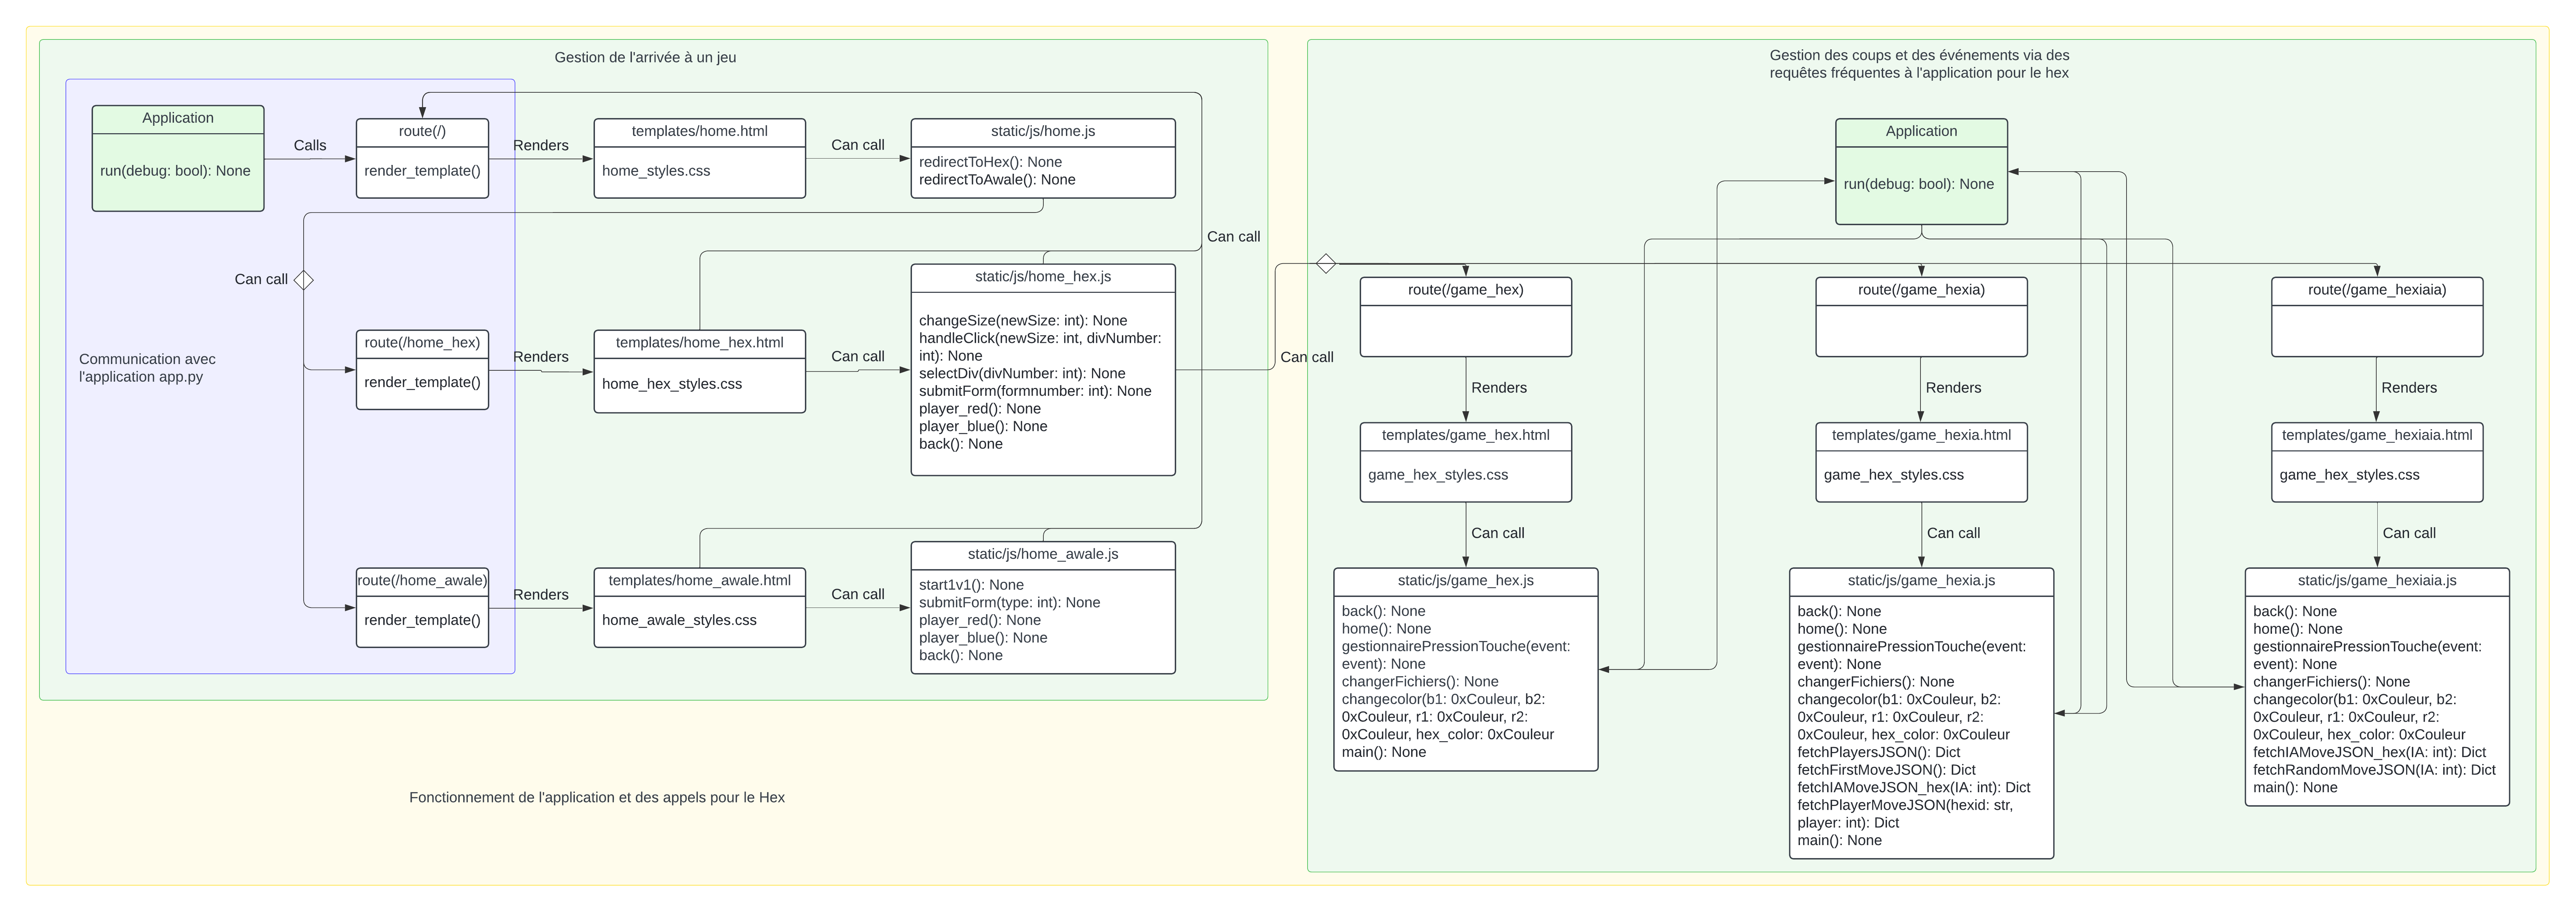 Gestion de l'arrivée à un jeu
Application
run(debug: bool): None
Calls
route(/)
render_template()
Renders
templates/home.html
home_styles.css
Can call
static/js/home.js
redirectToHex(): None
redirectToAwale(): None
Can call
Can call
Communication avec
l'application app.py
route(/home_hex)
render_template()
Renders
templates/home_hex.html
home_hex_styles.css
Can call
static/js/home_hex.js
changeSize(newSize: int): None
handleClick(newSize: int, divNumber:
int): None
selectDiv(divNumber: int): None
submitForm(formnumber: int): None
player_red(): None
player_blue(): None
back(): None
Can call
route(/home_awale)
render_template()
Renders
templates/home_awale.html
home_awale_styles.css
Can call
static/js/home_awale.js
start1v1(): None
submitForm(type: int): None
player_red(): None
player_blue(): None
back(): None
Fonctionnement de l'application et des appels pour le Hex
Gestion des coups et des événements via des
requêtes fréquentes à l'application pour le hex
Application
run(debug: bool): None
route(/game_hex)
Renders
templates/game_hex.html
game_hex_styles.css
Can call
static/js/game_hex.js
back(): None
home(): None
gestionnairePressionTouche(event:
event): None
changerFichiers(): None
changecolor(b1: 0xCouleur, b2:
0xCouleur, r1: 0xCouleur, r2:
0xCouleur, hex_color: 0xCouleur
main(): None
route(/game_hexia)
Renders
templates/game_hexia.html
game_hex_styles.css
Can call
static/js/game_hexia.js
back(): None
home(): None
gestionnairePressionTouche(event:
event): None
changerFichiers(): None
changecolor(b1: 0xCouleur, b2:
0xCouleur, r1: 0xCouleur, r2:
0xCouleur, hex_color: 0xCouleur
fetchPlayersJSON(): Dict
fetchFirstMoveJSON(): Dict
fetchIAMoveJSON_hex(IA: int): Dict
fetchPlayerMoveJSON(hexid: str,
player: int): Dict
main(): None
route(/game_hexiaia)
Renders
templates/game_hexiaia.html
game_hex_styles.css
Can call
static/js/game_hexiaia.js
back(): None
home(): None
gestionnairePressionTouche(event:
event): None
changerFichiers(): None
changecolor(b1: 0xCouleur, b2:
0xCouleur, r1: 0xCouleur, r2:
0xCouleur, hex_color: 0xCouleur
fetchIAMoveJSON_hex(IA: int): Dict
fetchRandomMoveJSON(IA: int): Dict
main(): None